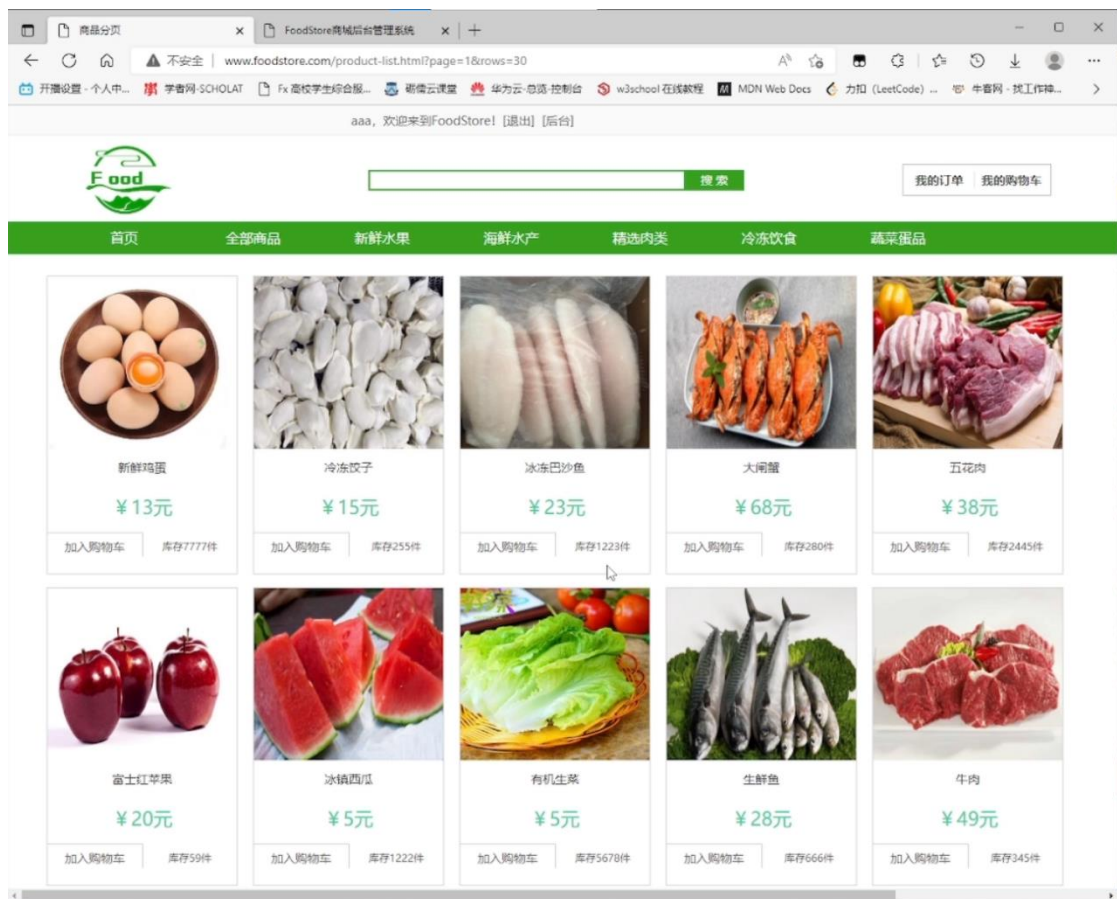 商品分页
FoodStore商城后台管理系统
不安全 | www.foodstore.com/product-list.html?page=1&rows=30
开播设置 - 个人中... 学者网-SCHOLAT Fx 高校学生综合服... 砺儒云课堂 华为云-总览-控制台 w3school 在线教程 MDN Web Docs 力扣 (LeetCode) ... 牛客网 - 找工作神...
aaa，欢迎来到FoodStore! [退出] [后台]
Food
搜 索
我的订单 我的购物车
首页 全部商品 新鲜水果 海鲜水产 精选肉类 冷冻饮食 蔬菜蛋品
新鲜鸡蛋 冷冻饺子 冰冻巴沙鱼 大闸蟹 五花肉
￥13元 ￥15元 ￥23元 ￥68元 ￥38元
加入购物车 库存7777件 加入购物车 库存255件 加入购物车 库存1223件 加入购物车 库存280件 加入购物车 库存2445件
富士红苹果 冰镇西瓜 有机生菜 生鲜鱼 牛肉
￥20元 ￥5元 ￥5元 ￥28元 ￥49元
加入购物车 库存59件 加入购物车 库存1222件 加入购物车 库存5678件 加入购物车 库存666件 加入购物车 库存345件